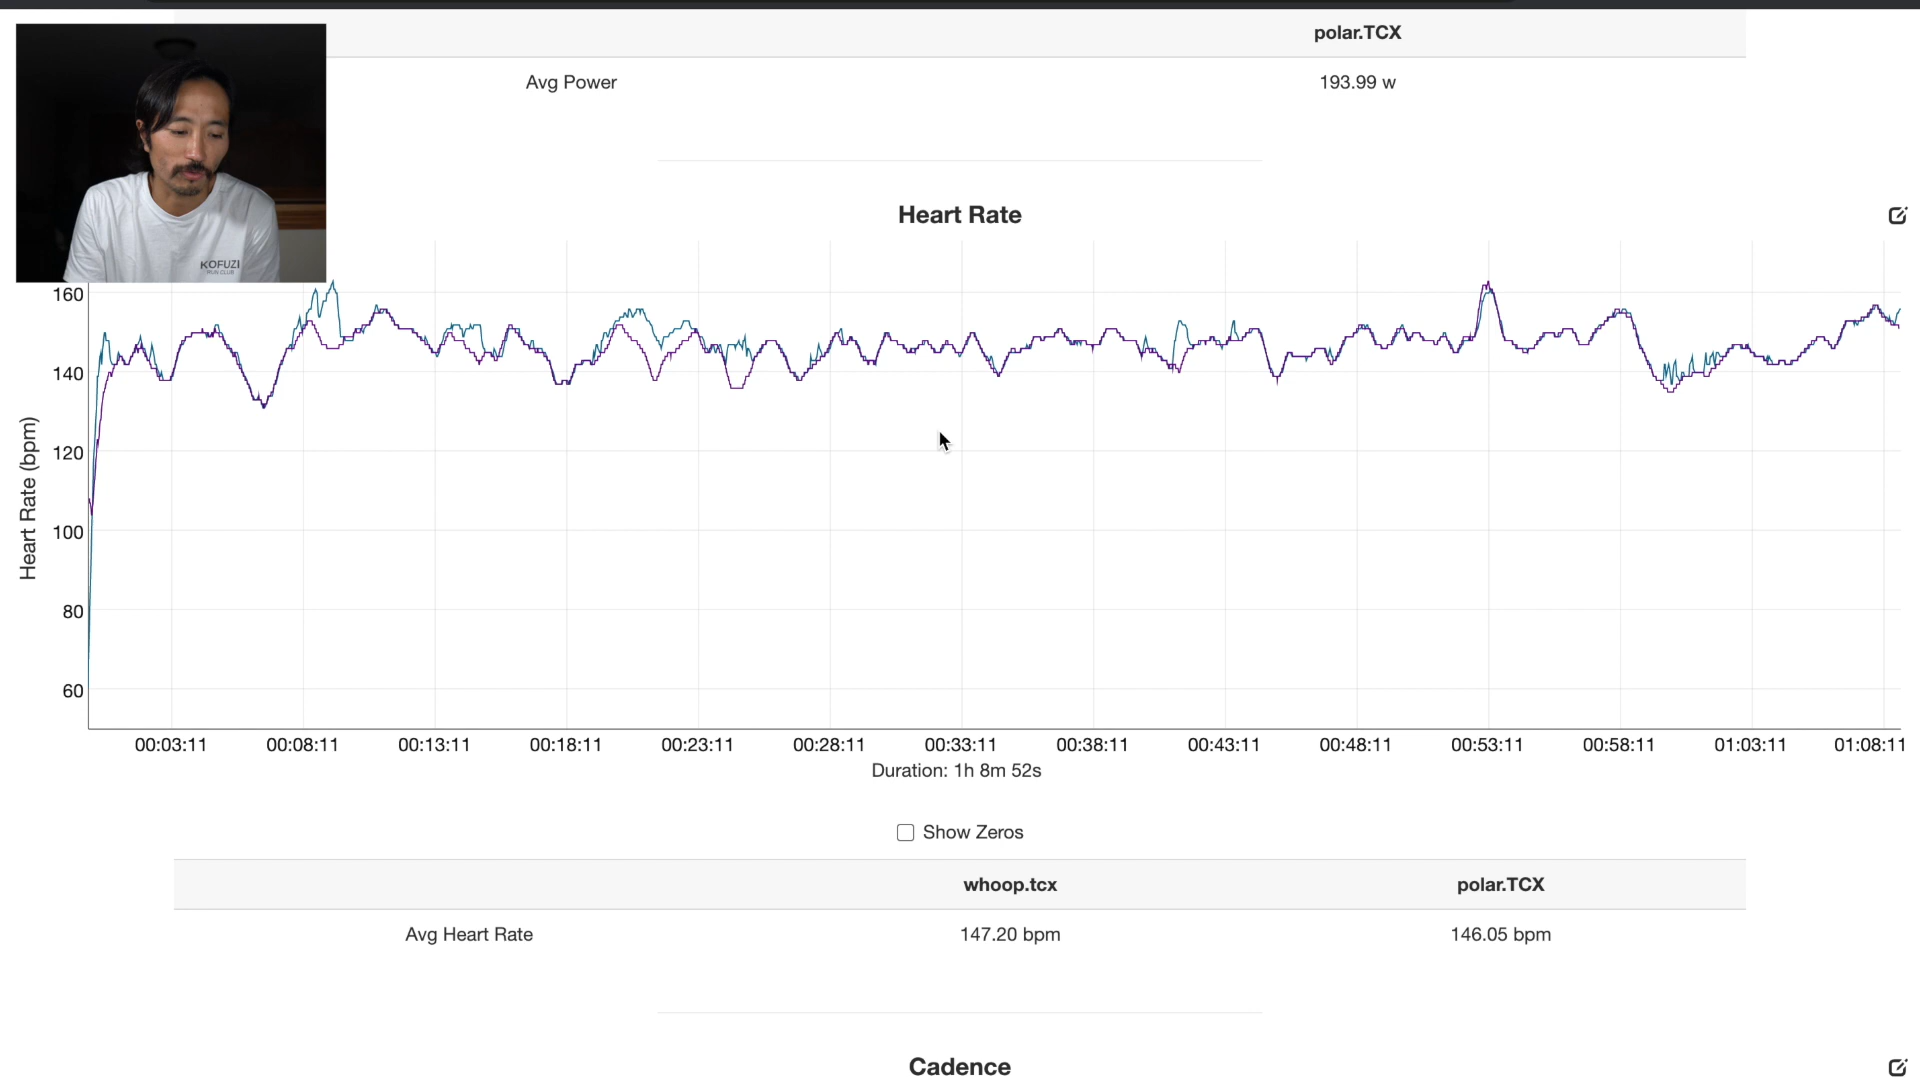 polar.TCX
Avg Power 193.99 w
KOFUZI
RUN CLUB
Heart Rate
160
140
120
100
80
60
Heart Rate (bpm)
00:03:11 00:08:11 00:13:11 00:18:11 00:23:11 00:28:11 00:33:11 00:38:11 00:43:11 00:48:11 00:53:11 00:58:11 01:03:11 01:08:11
Duration: 1h 8m 52s
Show Zeros
whoop.tcx polar.TCX
Avg Heart Rate 147.20 bpm 146.05 bpm
Cadence